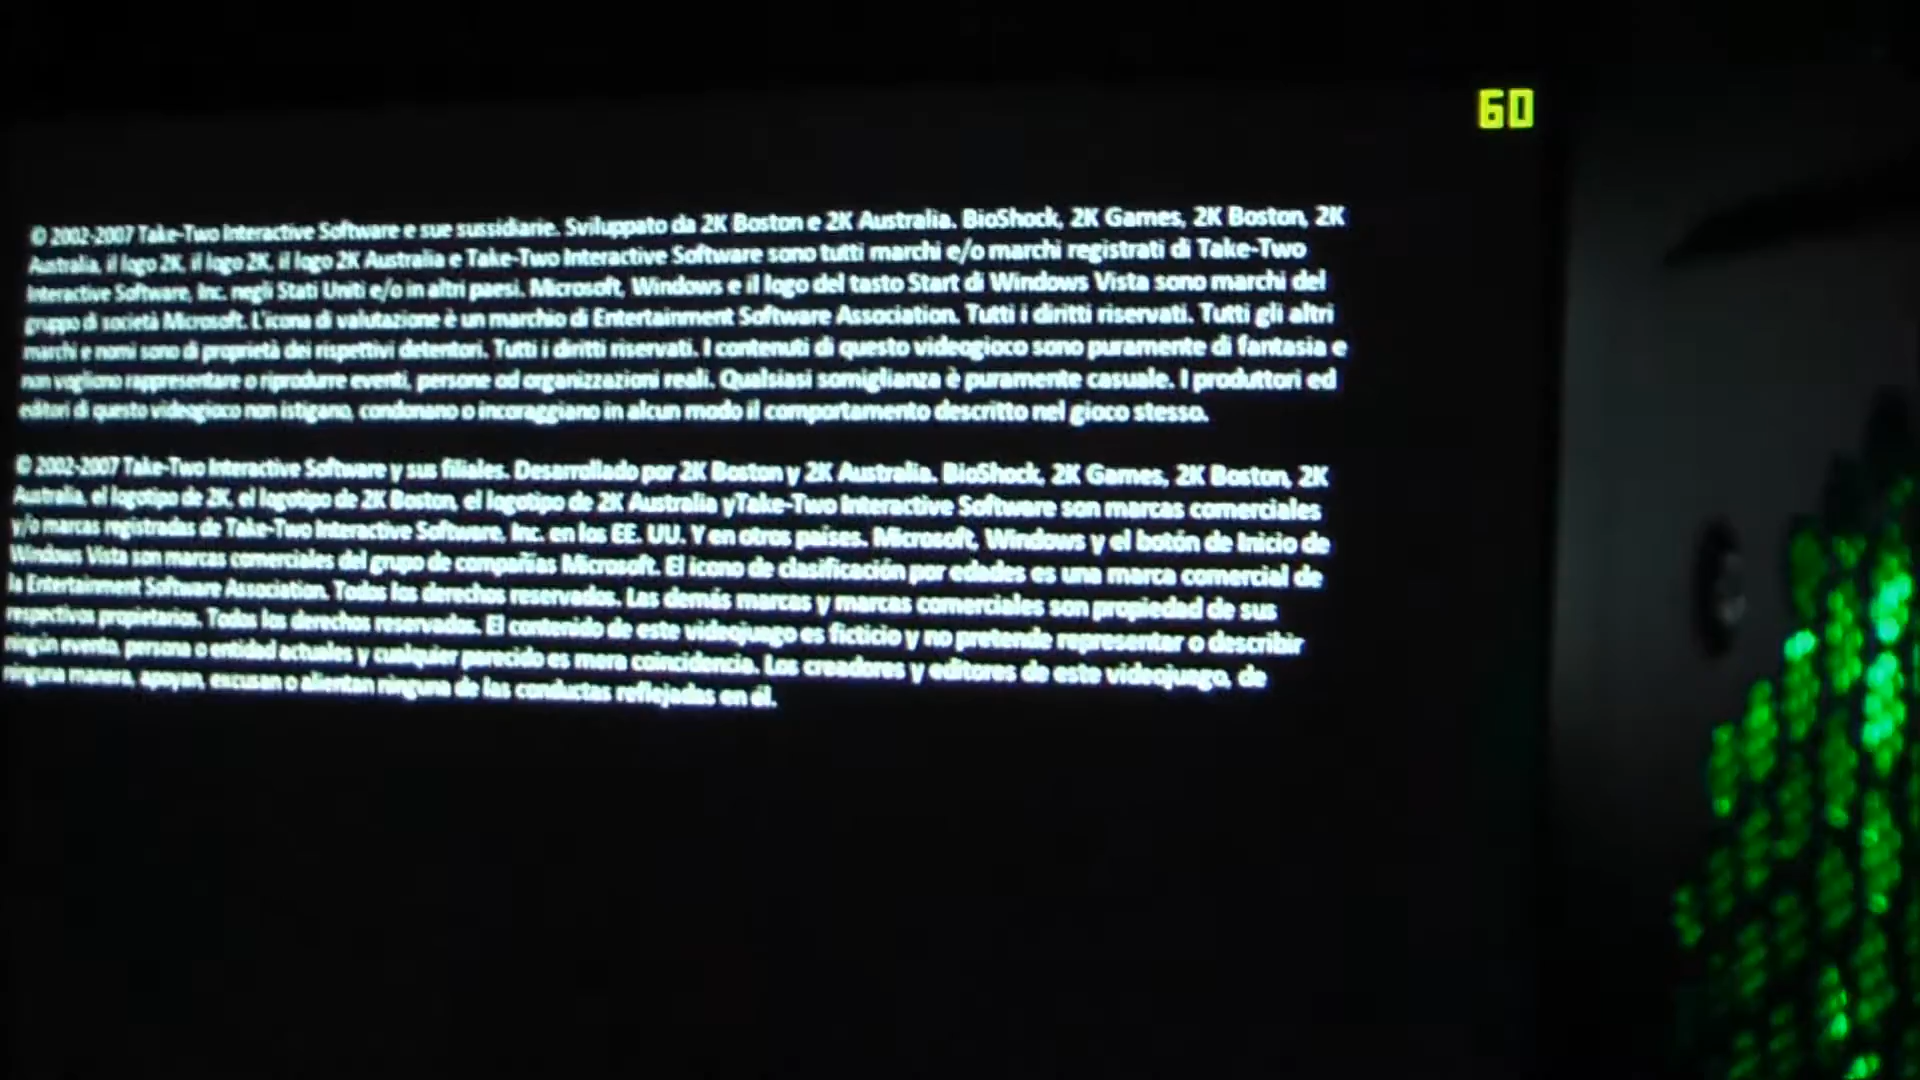 60
© 2002-2007 Take-Two Interactive Software e sue sussidiarie. Sviluppato da 2K Boston e 2K Australia. BioShock, 2K Games, 2K Boston, 2K
Australia, il logo 2K, il logo 2K, il logo 2K Australia e Take-Two Interactive Software sono tutti marchi e/o marchi registrati di Take-Two
Interactive Software, Inc. negli Stati Uniti e/o in altri paesi. Microsoft, Windows e il logo del tasto Start di Windows Vista sono marchi del
gruppo di società Microsoft. L'icona di valutazione è un marchio di Entertainment Software Association. Tutti i diritti riservati. Tutti gli altri
marchi e nomi sono di proprietà dei rispettivi detentori. Tutti i diritti riservati. I contenuti di questo videogioco sono puramente di fantasia e
non vogliono rappresentare o riprodurre eventi, persone od organizzazioni reali. Qualsiasi somiglianza è puramente casuale. I produttori ed
editori di questo videogioco non istigano, condonano o incoraggiano in alcun modo il comportamento descritto nel gioco stesso.
© 2002-2007 Take-Two Interactive Software y sus filiales. Desarrollado por 2K Boston y 2K Australia. BioShock, 2K Games, 2K Boston, 2K
Australia, el logotipo de 2K, el logotipo de 2K Boston, el logotipo de 2K Australia yTake-Two Interactive Software son marcas comerciales
y/o marcas registradas de Take-Two Interactive Software, Inc. en los EE. UU. Y en otros países. Microsoft, Windows y el botón de Inicio de
Windows Vista son marcas comerciales del grupo de compañías Microsoft. El icono de clasificación por edades es una marca comercial de
la Entertainment Software Association. Todos los derechos reservados. Las demás marcas y marcas comerciales son propiedad de sus
respectivos propietarios. Todos los derechos reservados. El contenido de este videojuego es ficticio y no pretende representar o describir
ningún evento, persona o entidad actuales y cualquier parecido es mera coincidencia. Los creadores y editores de este videojuego, de
ninguna manera, apoyan, excusan o alientan ninguna de las conductas reflejadas en él.